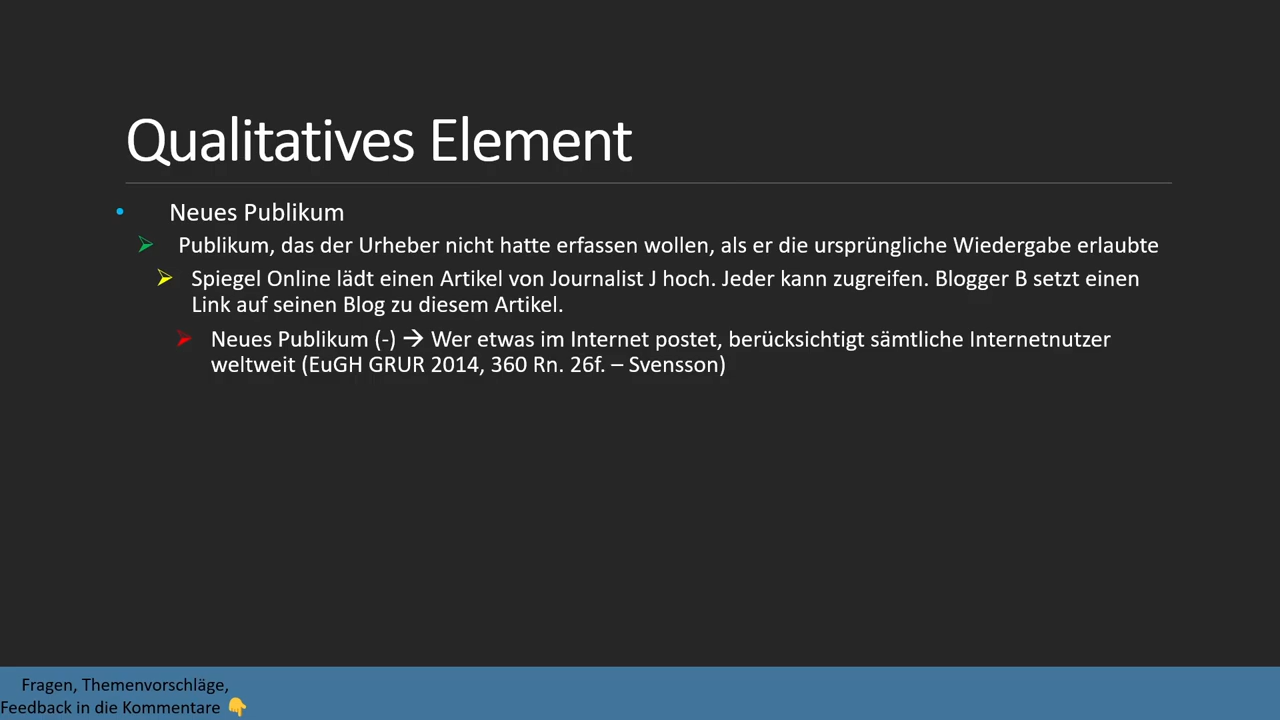 Qualitatives Element
• Neues Publikum
➢ Publikum, das der Urheber nicht hatte erfassen wollen, als er die ursprüngliche Wiedergabe erlaubte
➢ Spiegel Online lädt einen Artikel von Journalist J hoch. Jeder kann zugreifen. Blogger B setzt einen
Link auf seinen Blog zu diesem Artikel.
➢ Neues Publikum (-) → Wer etwas im Internet postet, berücksichtigt sämtliche Internetnutzer
weltweit (EuGH GRUR 2014, 360 Rn. 26f. – Svensson)
Fragen, Themenvorschläge,
Feedback in die Kommentare 👇